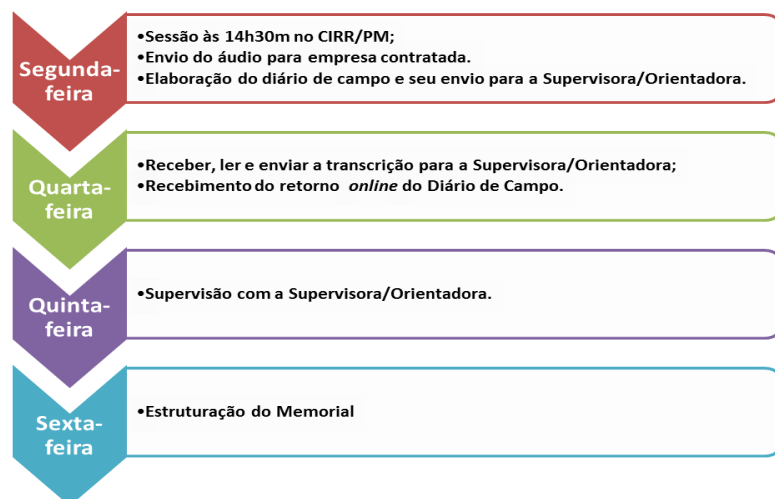 Segunda-
feira
•Sessão às 14h30m no CIRR/PM;
•Envio do áudio para empresa contratada.
•Elaboração do diário de campo e seu envio para a Supervisora/Orientadora.
Quarta-
feira
•Receber, ler e enviar a transcrição para a Supervisora/Orientadora;
•Recebimento do retorno online do Diário de Campo.
Quinta-
feira
•Supervisão com a Supervisora/Orientadora.
Sexta-
feira
•Estruturação do Memorial